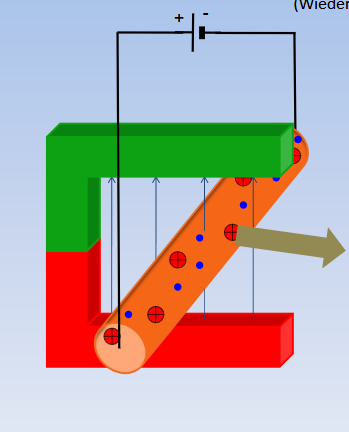 (Wieder
+ -